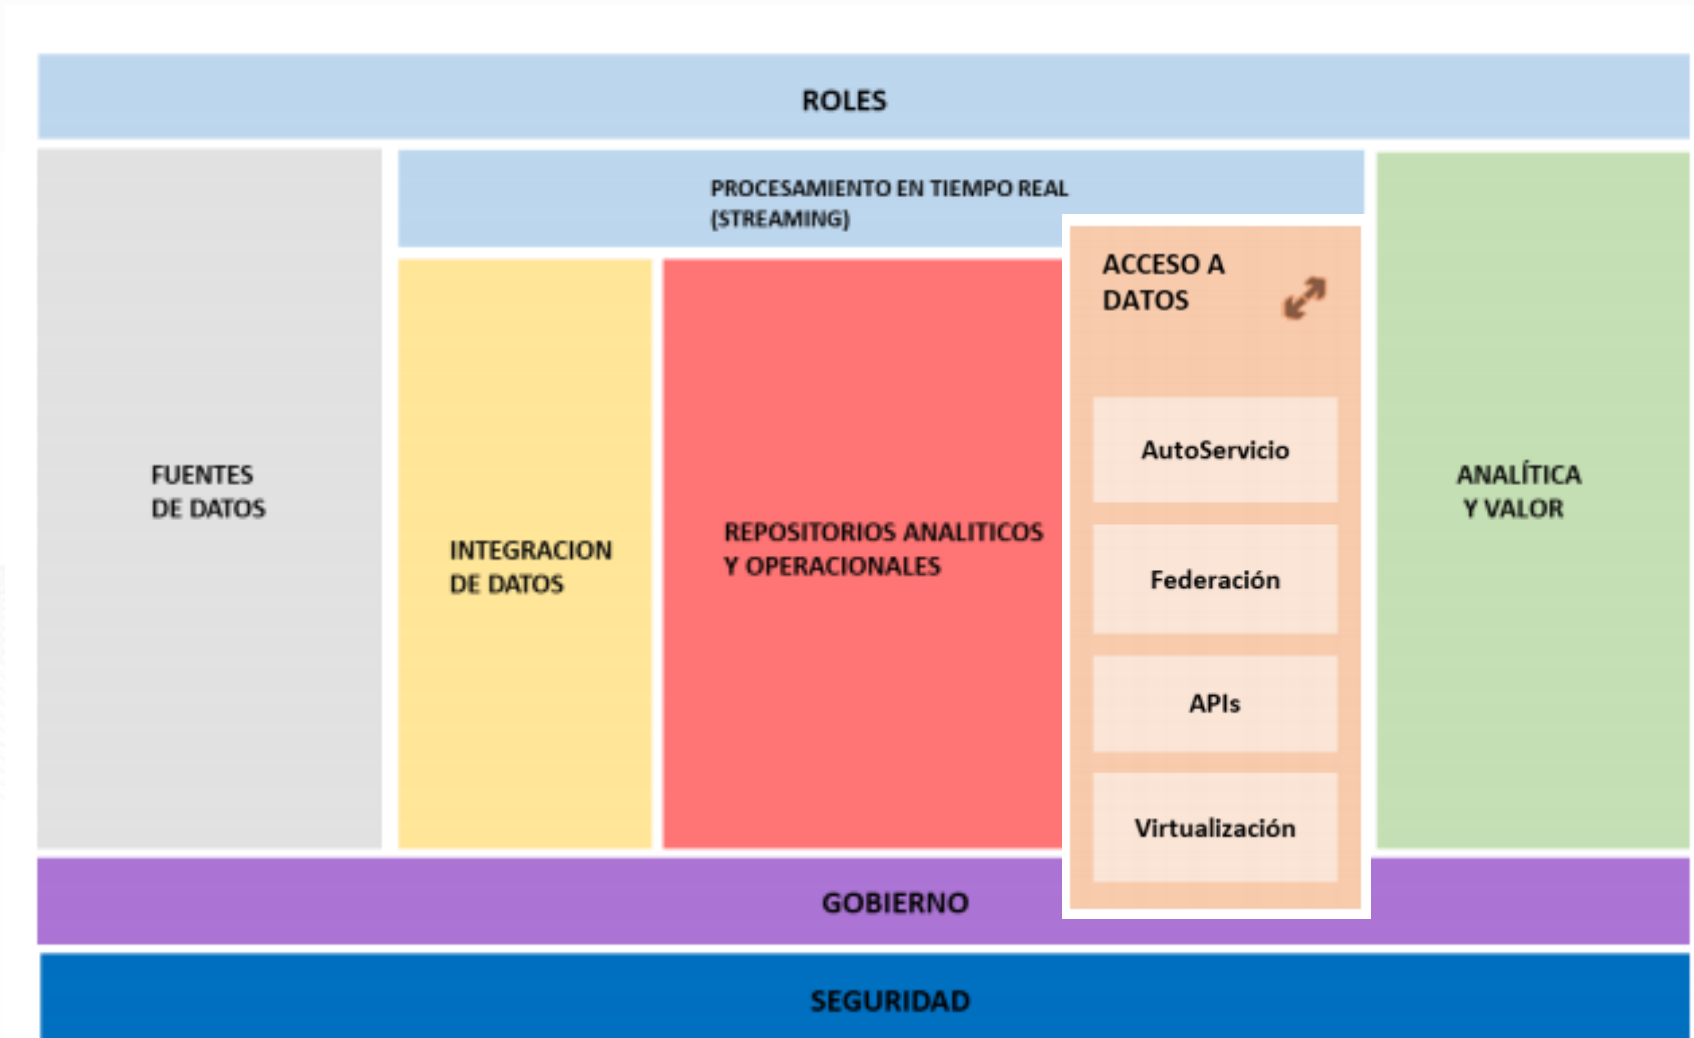 ROLES
PROCESAMIENTO EN TIEMPO REAL
(STREAMING)
FUENTES
DE DATOS
INTEGRACION
DE DATOS
REPOSITORIOS ANALITICOS
Y OPERACIONALES
ACCESO A
DATOS
AutoServicio
Federación
APIs
Virtualización
ANALÍTICA
Y VALOR
GOBIERNO
SEGURIDAD